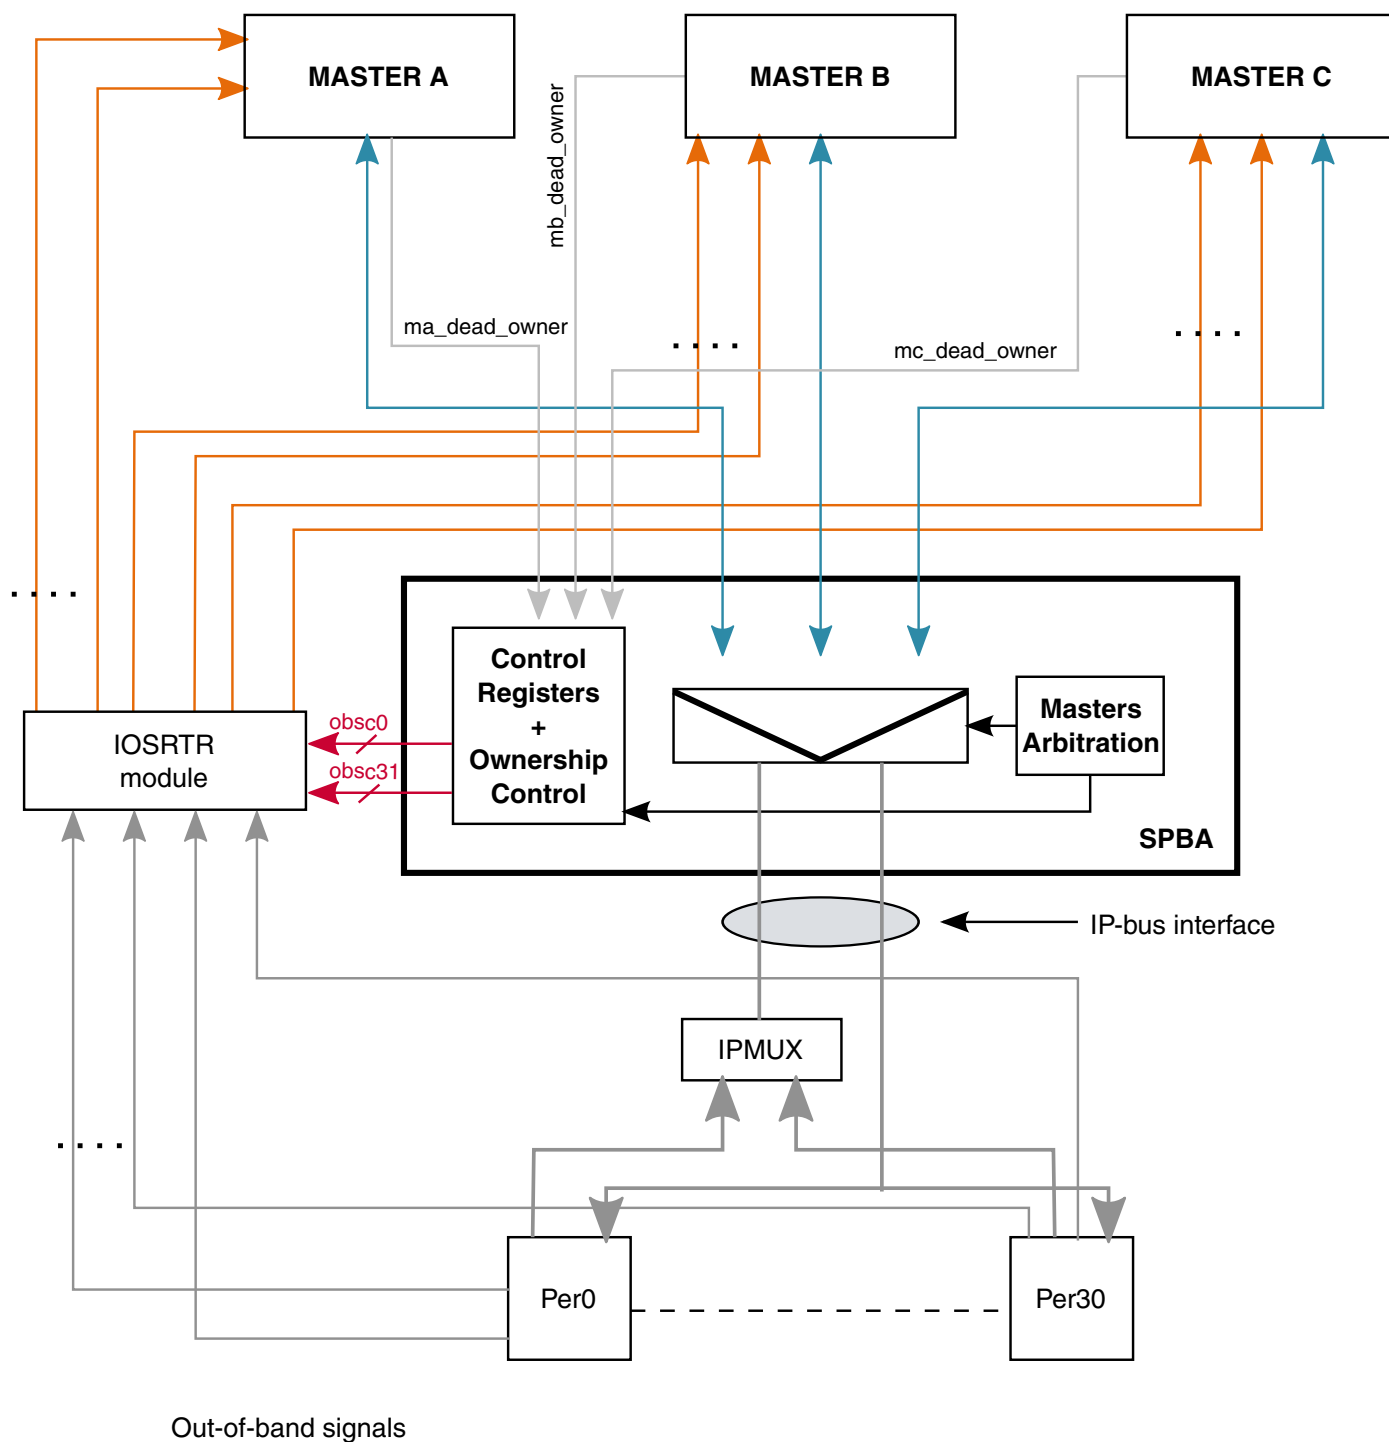 MASTER A
MASTER B
MASTER C
mb_dead_owner
ma_dead_owner
mc_dead_owner
. . . .
. . . .
. . . .
Control
Registers
+
Ownership
Control
Masters
Arbitration
SPBA
obsc0
obsc31
IOSRTR
module
IP-bus interface
IPMUX
. . . .
Per0
Per30
Out-of-band signals